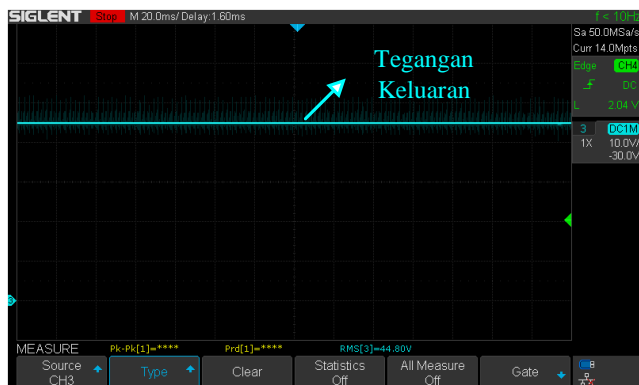 SIGLENT Stop M 20.0ms/ Delay:1.60ms f < 10Hz
Sa 50.0MSa/s
Curr 14.0Mpts
Edge CH4
DC
L 2.04 V
3 DC1M
1X 10.0V/
-30.0V
Tegangan
Keluaran
3
MEASURE Pk-Pk[1]=**** Prd[1]=**** RMS[3]=44.80V
Source
CH3
Type
Clear
Statistics
Off
All Measure
Off
Gate